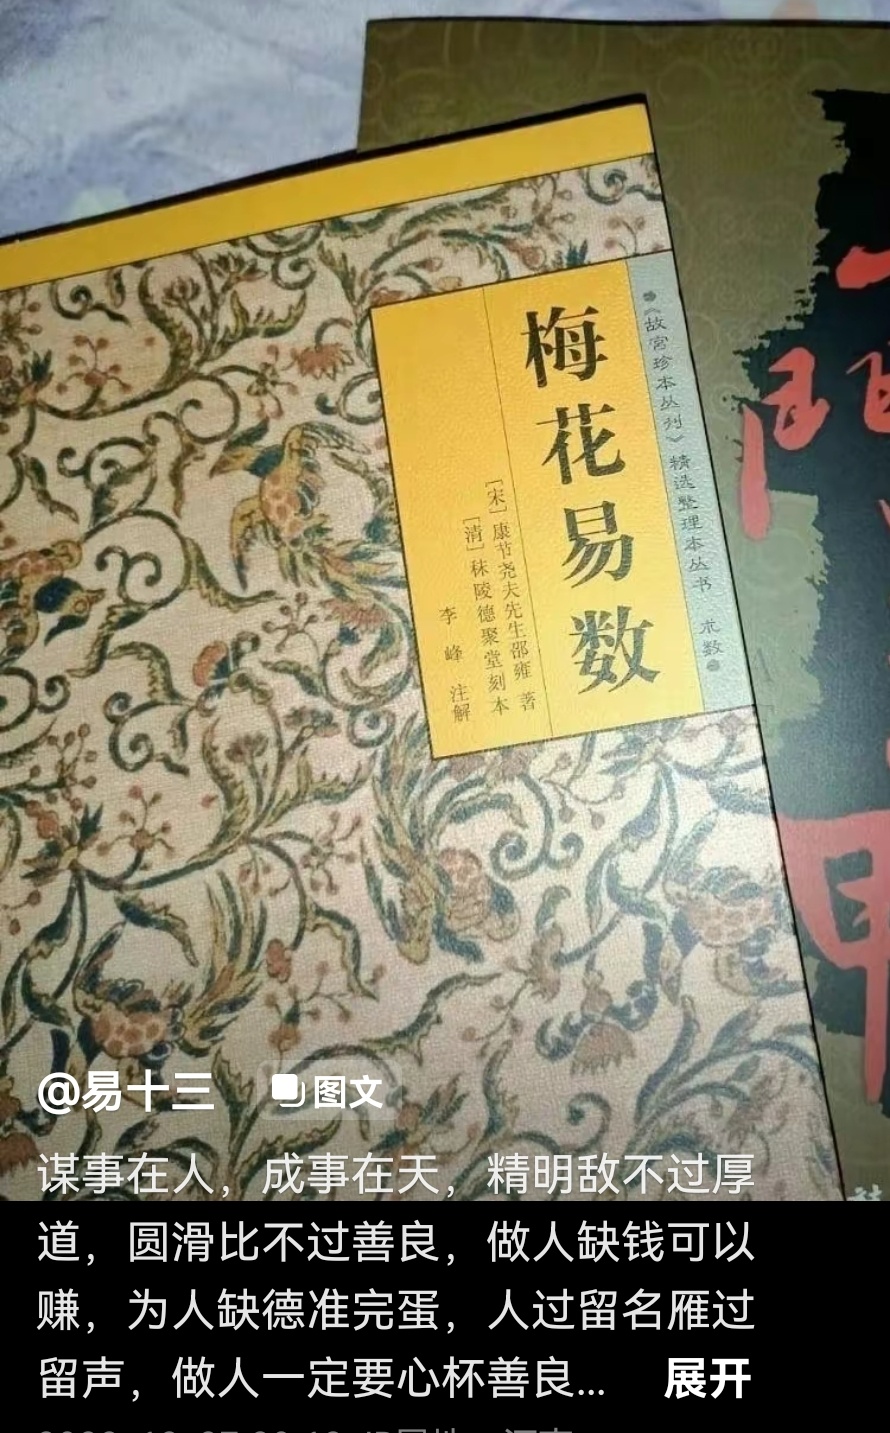 梅花易数
《故宫珍本丛刊》精选整理本丛书 术数
[宋]康节尧夫先生邵雍 著
[清]秣陵德聚堂刻本
李峰 注解
甲
@易十三 图文
谋事在人，成事在天，精明敌不过厚
道，圆滑比不过善良，做人缺钱可以
赚，为人缺德准完蛋，人过留名雁过
留声，做人一定要心杯善良... 展开